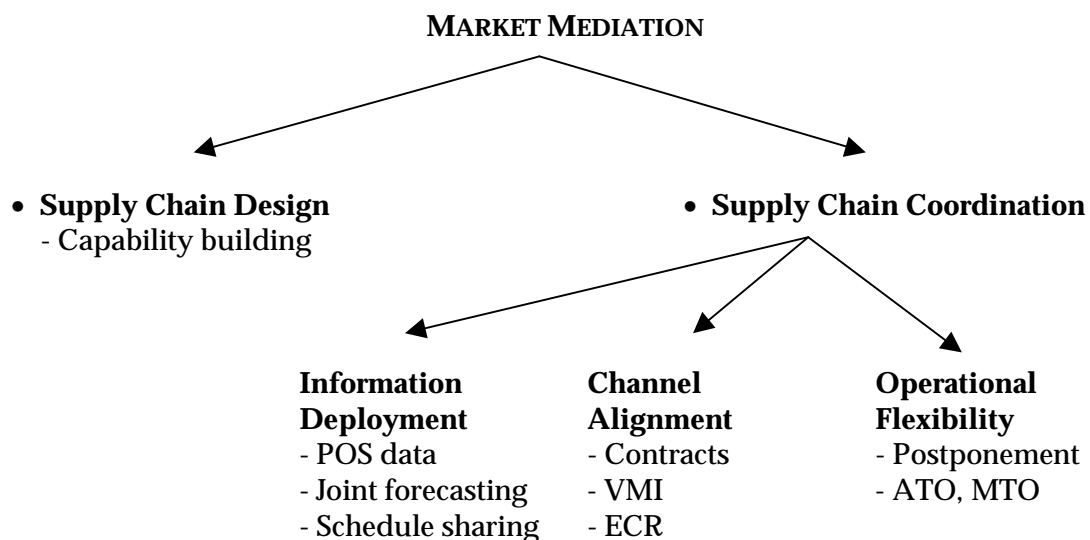 MARKET MEDIATION
• Supply Chain Design
- Capability building
• Supply Chain Coordination
Information
Deployment
- POS data
- Joint forecasting
- Schedule sharing
Channel
Alignment
- Contracts
- VMI
- ECR
Operational
Flexibility
- Postponement
- ATO, MTO